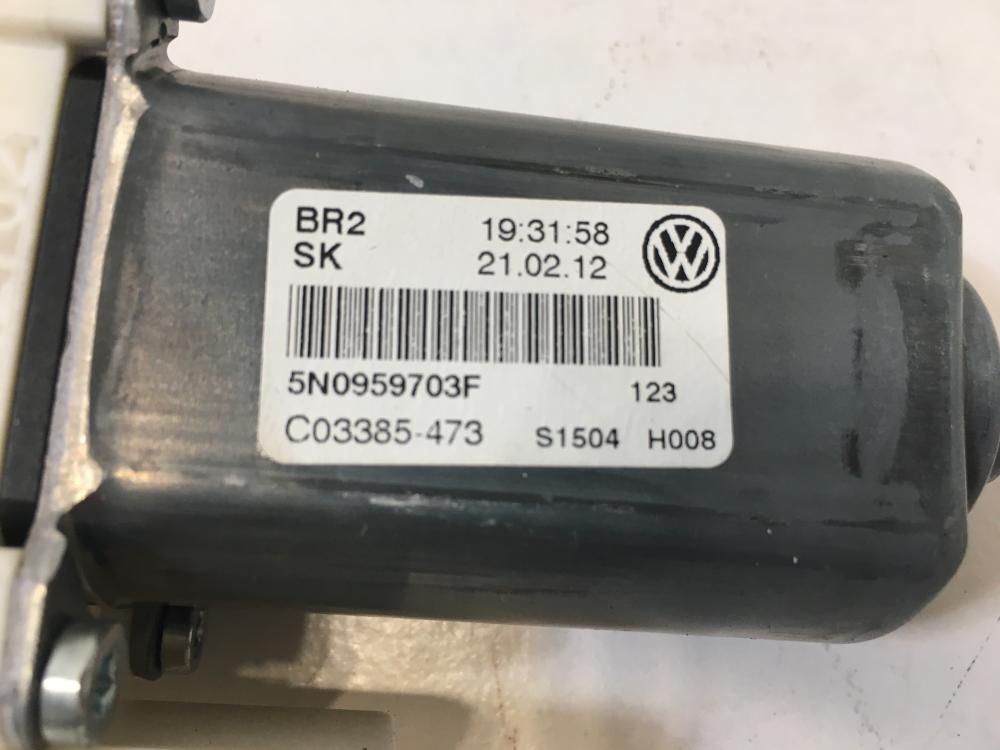 BR2 19:31:58
SK 21.02.12
5N0959703F 123
C03385-473 S1504 H008